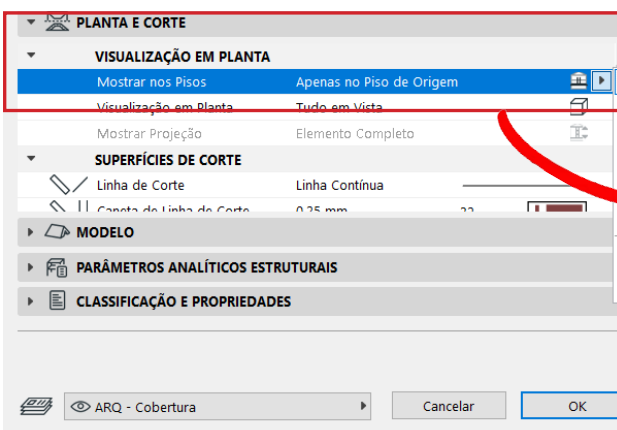 PLANTA E CORTE
VISUALIZAÇÃO EM PLANTA
Mostrar nos Pisos Apenas no Piso de Origem
Visualização em Planta Tudo em Vista
Mostrar Projeção Elemento Completo
SUPERFÍCIES DE CORTE
Linha de Corte Linha Contínua
Caneta de Linha de Corte 0.25 mm 22
MODELO
PARÂMETROS ANALÍTICOS ESTRUTURAIS
CLASSIFICAÇÃO E PROPRIEDADES
ARQ - Cobertura Cancelar OK